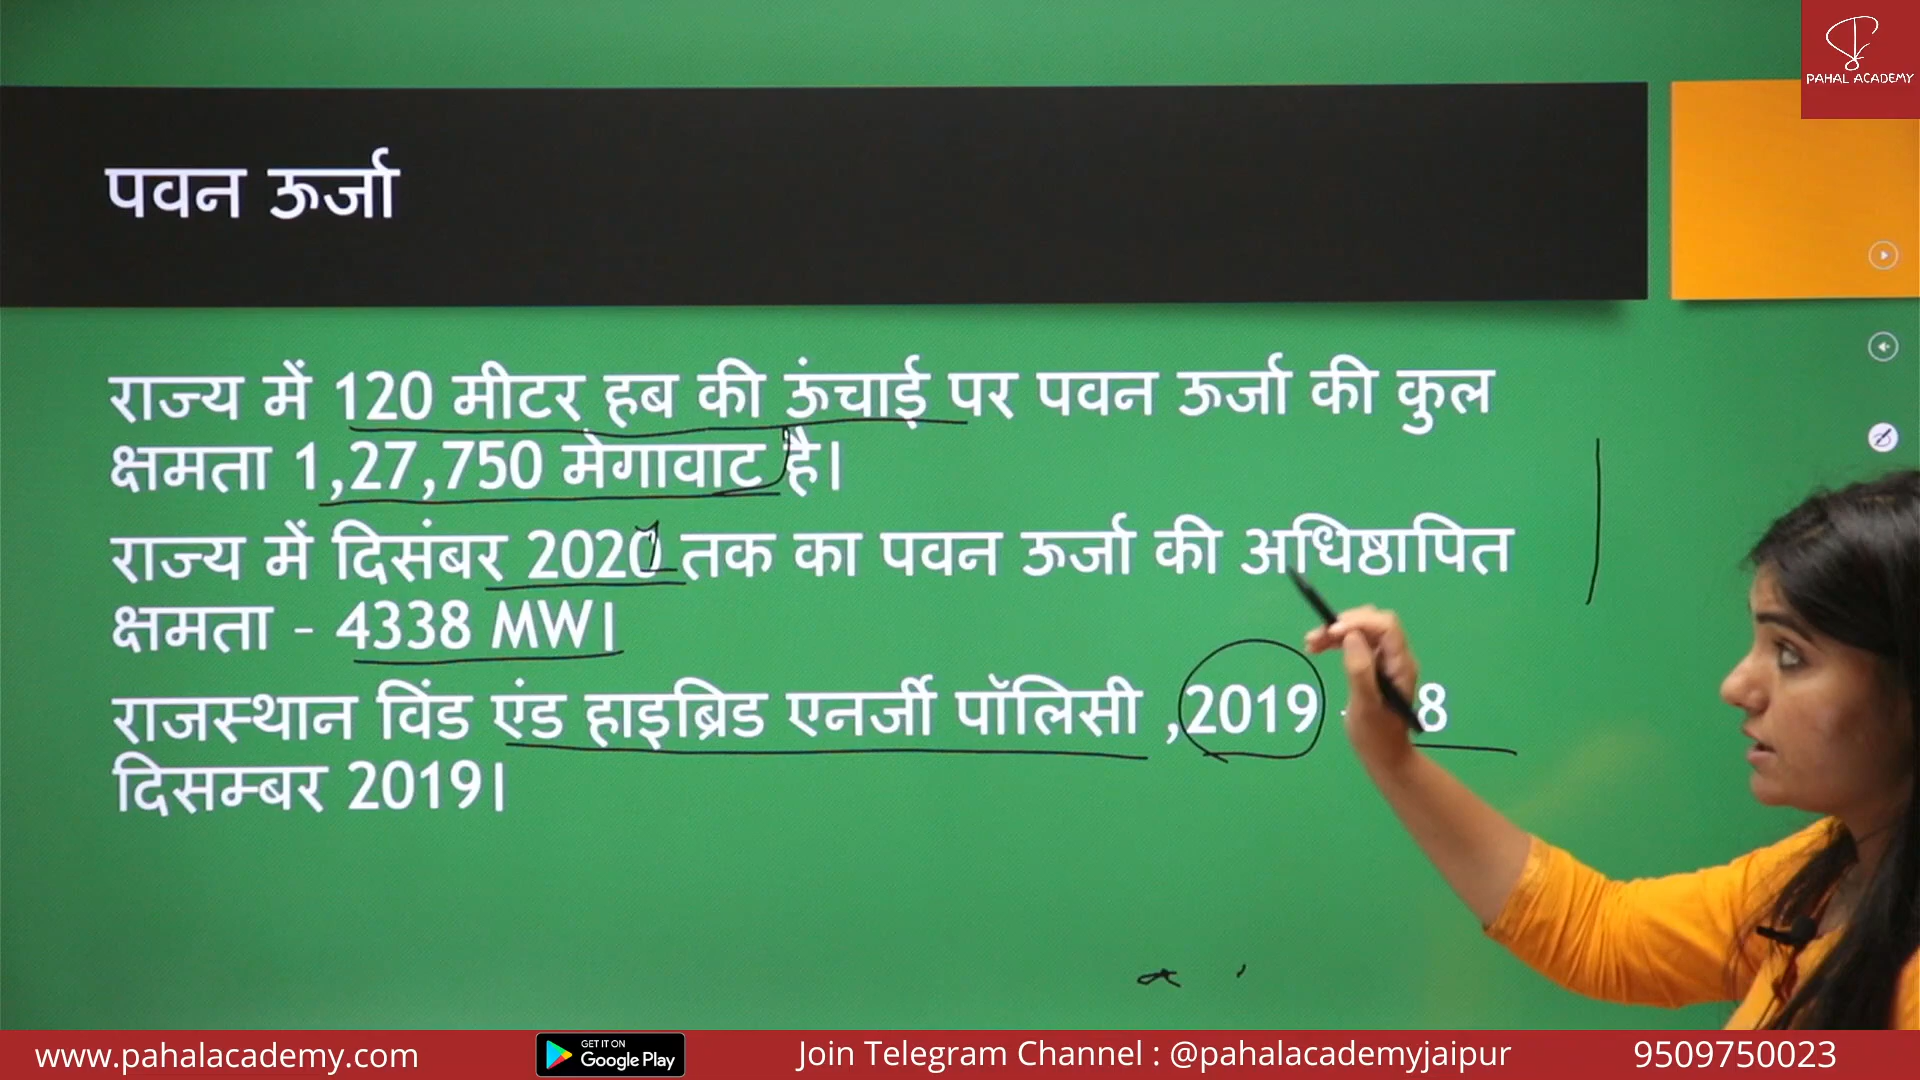 PAHAL ACADEMY
पवन ऊर्जा
राज्य में 120 मीटर हब की ऊंचाई पर पवन ऊर्जा की कुल
क्षमता 1,27,750 मेगावाट है।
राज्य में दिसंबर 2021 तक का पवन ऊर्जा की अधिष्ठापित
क्षमता - 4338 MW।
राजस्थान विंड एंड हाइब्रिड एनर्जी पॉलिसी ,2019 - 8
दिसम्बर 2019।
www.pahalacademy.com
GET IT ON
Google Play
Join Telegram Channel : @pahalacademyjaipur
9509750023